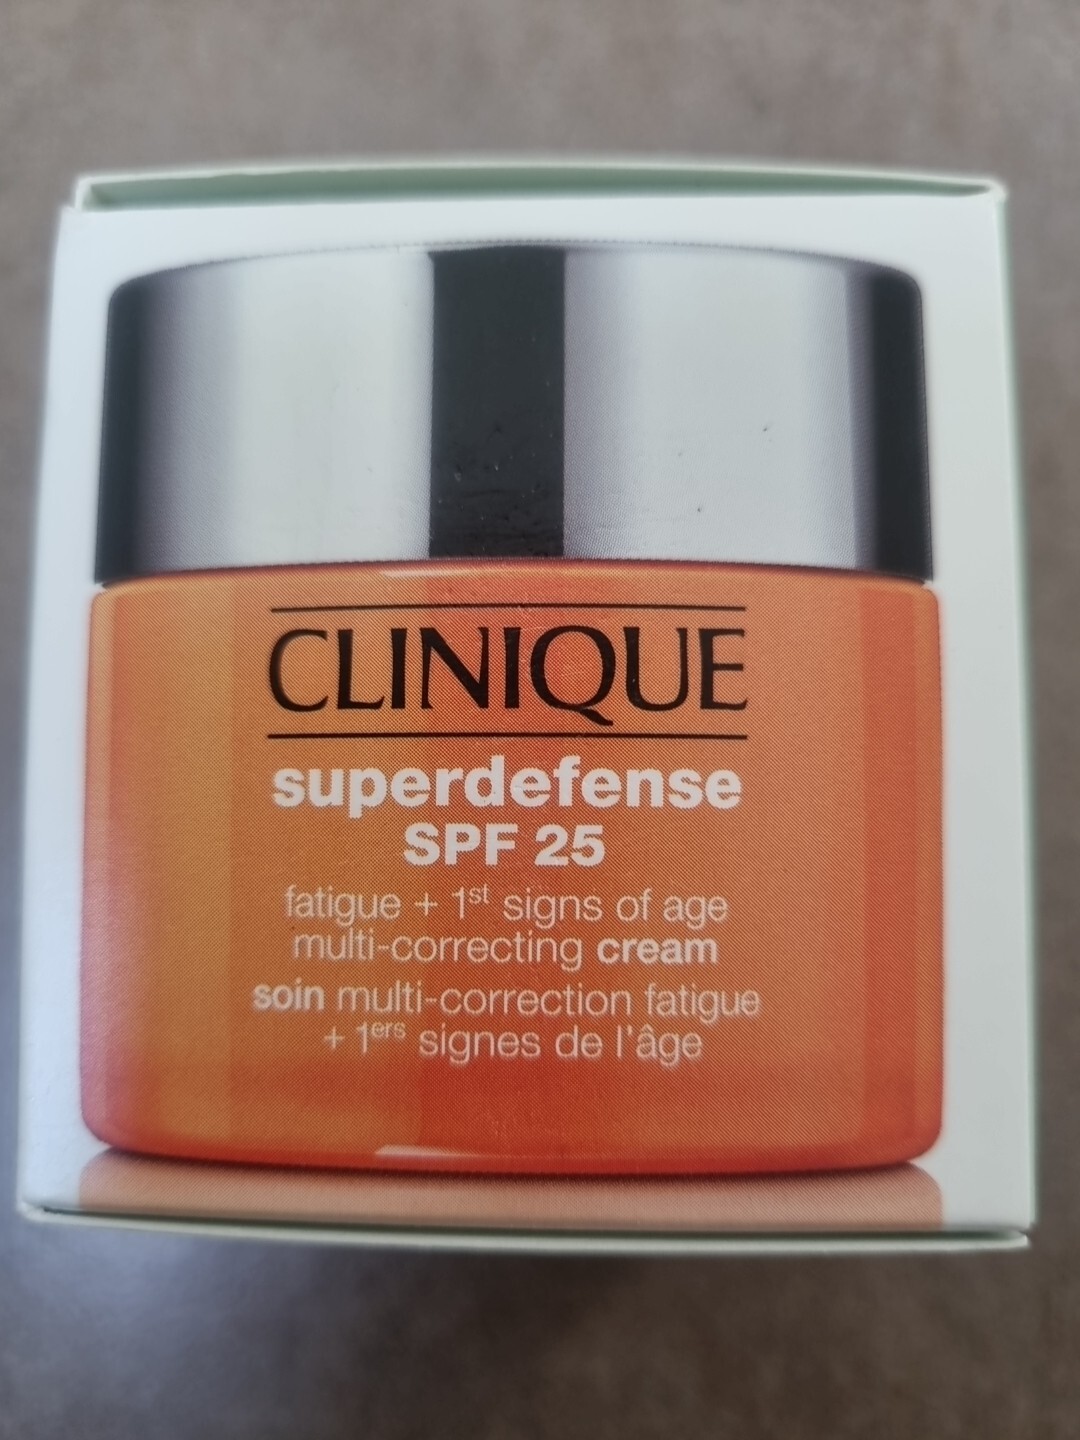 CLINIQUE
superdefense
SPF 25
fatigue + 1st signs of age
multi-correcting cream
soin multi-correction fatigue
+ 1ers signes de l'âge